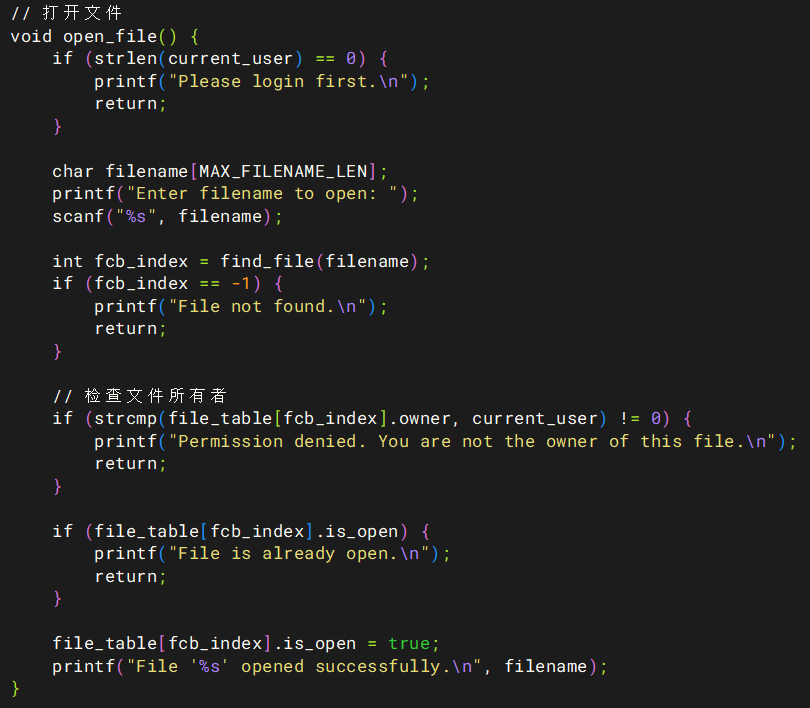 // 打开文件
void open_file() {
    if (strlen(current_user) == 0) {
        printf("Please login first.\n");
        return;
    }

    char filename[MAX_FILENAME_LEN];
    printf("Enter filename to open: ");
    scanf("%s", filename);

    int fcb_index = find_file(filename);
    if (fcb_index == -1) {
        printf("File not found.\n");
        return;
    }

    // 检查文件所有者
    if (strcmp(file_table[fcb_index].owner, current_user) != 0) {
        printf("Permission denied. You are not the owner of this file.\n");
        return;
    }

    if (file_table[fcb_index].is_open) {
        printf("File is already open.\n");
        return;
    }

    file_table[fcb_index].is_open = true;
    printf("File '%s' opened successfully.\n", filename);
}